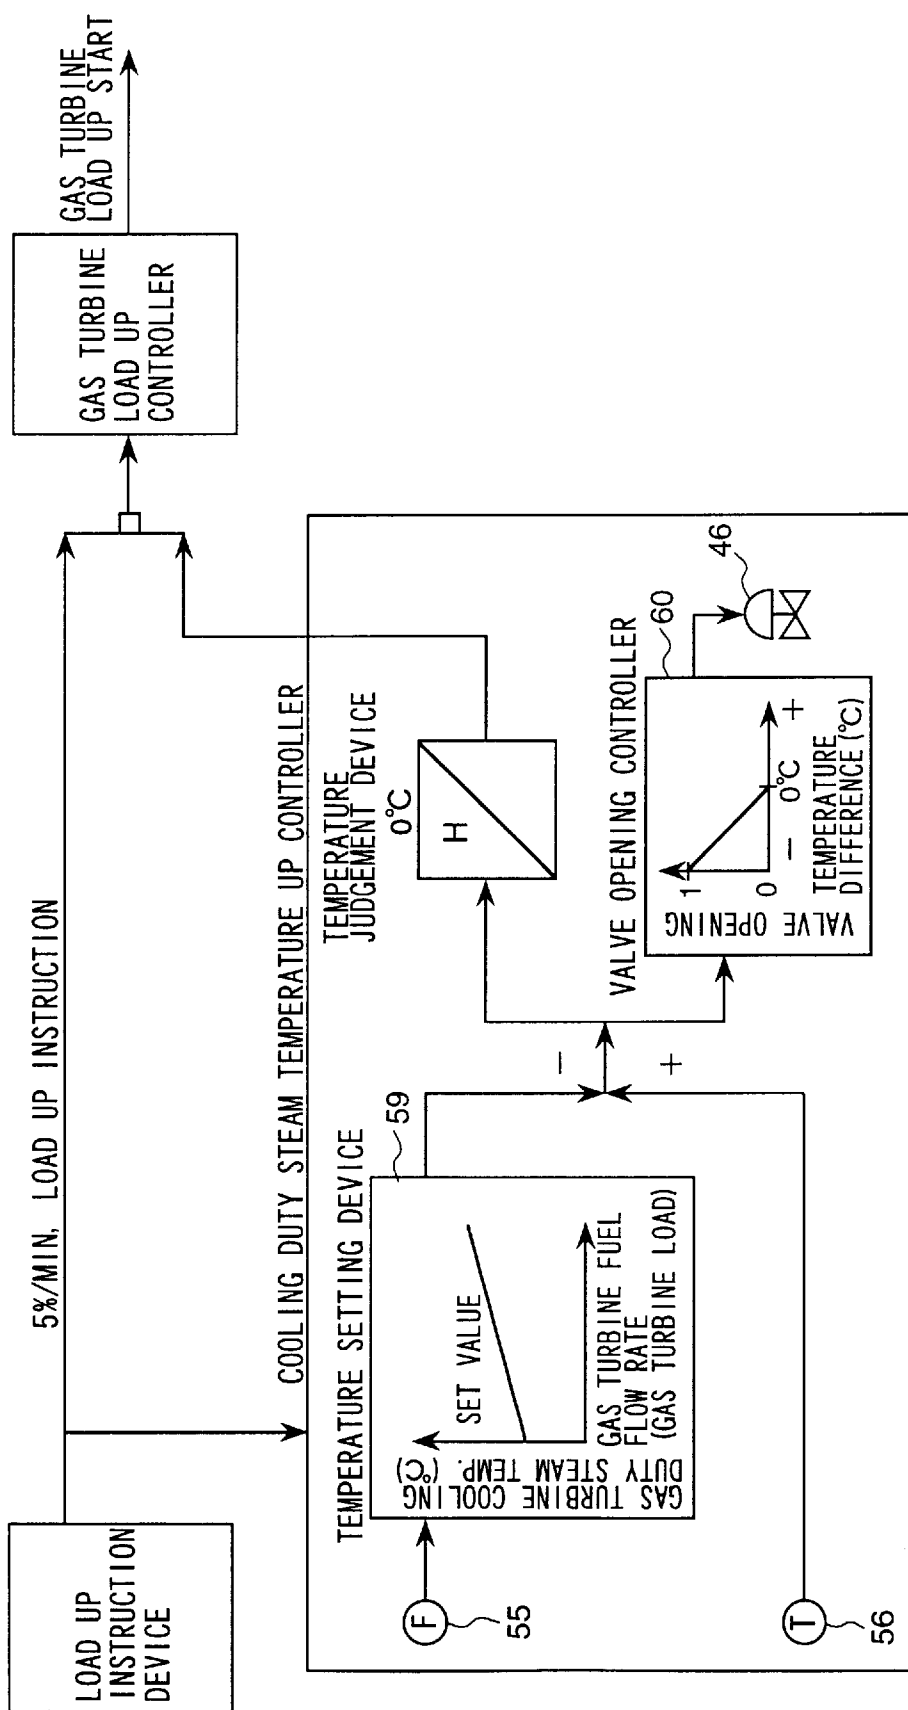 LOAD UP
INSTRUCTION
DEVICE
5%/MIN, LOAD UP INSTRUCTION
GAS TURBINE
LOAD UP
CONTROLLER
GAS TURBINE
LOAD UP START
COOLING DUTY STEAM TEMPERATURE UP CONTROLLER
TEMPERATURE SETTING DEVICE
59
GAS TURBINE COOLING
DUTY STEAM TEMP. (°C)
SET VALUE
GAS TURBINE FUEL
FLOW RATE
(GAS TURBINE LOAD)
F
55
T
56
−
+
TEMPERATURE
JUDGEMENT DEVICE
0°C
H
VALVE OPENING CONTROLLER
60
VALVE OPENING
1
0
− 0°C +
TEMPERATURE
DIFFERENCE (°C)
46